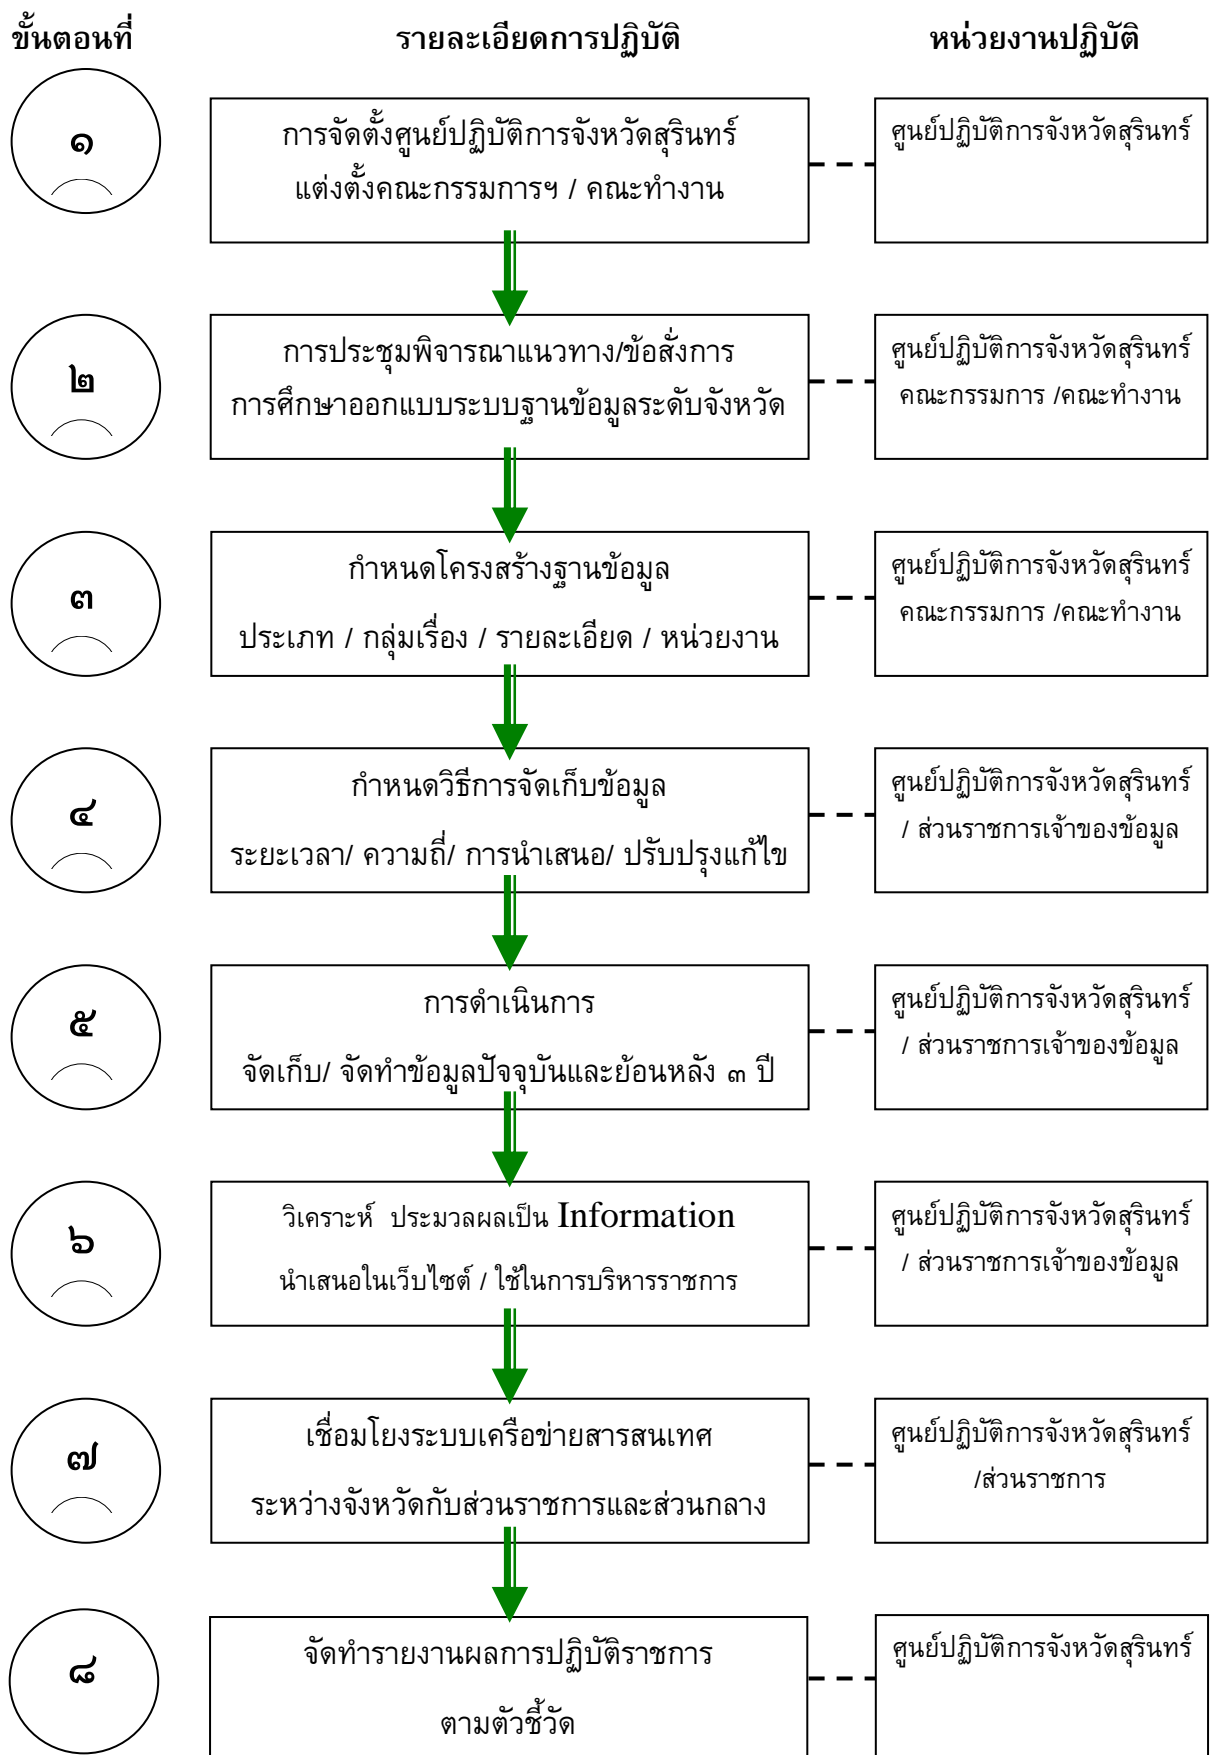 ขั้นตอนที่ รายละเอียดการปฏิบัติ หน่วยงานปฏิบัติ
๑
การจัดตั้งศูนย์ปฏิบัติการจังหวัดสุรินทร์
แต่งตั้งคณะกรรมการฯ / คณะทำงาน
ศูนย์ปฏิบัติการจังหวัดสุรินทร์
๒
การประชุมพิจารณาแนวทาง/ข้อสั่งการ
การศึกษาออกแบบระบบฐานข้อมูลระดับจังหวัด
ศูนย์ปฏิบัติการจังหวัดสุรินทร์
คณะกรรมการ /คณะทำงาน
๓
กำหนดโครงสร้างฐานข้อมูล
ประเภท / กลุ่มเรื่อง / รายละเอียด / หน่วยงาน
ศูนย์ปฏิบัติการจังหวัดสุรินทร์
คณะกรรมการ /คณะทำงาน
๔
กำหนดวิธีการจัดเก็บข้อมูล
ระยะเวลา/ ความถี่/ การนำเสนอ/ ปรับปรุงแก้ไข
ศูนย์ปฏิบัติการจังหวัดสุรินทร์
/ ส่วนราชการเจ้าของข้อมูล
๕
การดำเนินการ
จัดเก็บ/ จัดทำข้อมูลปัจจุบันและย้อนหลัง ๓ ปี
ศูนย์ปฏิบัติการจังหวัดสุรินทร์
/ ส่วนราชการเจ้าของข้อมูล
๖
วิเคราะห์ ประมวลผลเป็น Information
นำเสนอในเว็บไซต์ / ใช้ในการบริหารราชการ
ศูนย์ปฏิบัติการจังหวัดสุรินทร์
/ ส่วนราชการเจ้าของข้อมูล
๗
เชื่อมโยงระบบเครือข่ายสารสนเทศ
ระหว่างจังหวัดกับส่วนราชการและส่วนกลาง
ศูนย์ปฏิบัติการจังหวัดสุรินทร์
/ส่วนราชการ
๘
จัดทำรายงานผลการปฏิบัติราชการ
ตามตัวชี้วัด
ศูนย์ปฏิบัติการจังหวัดสุรินทร์